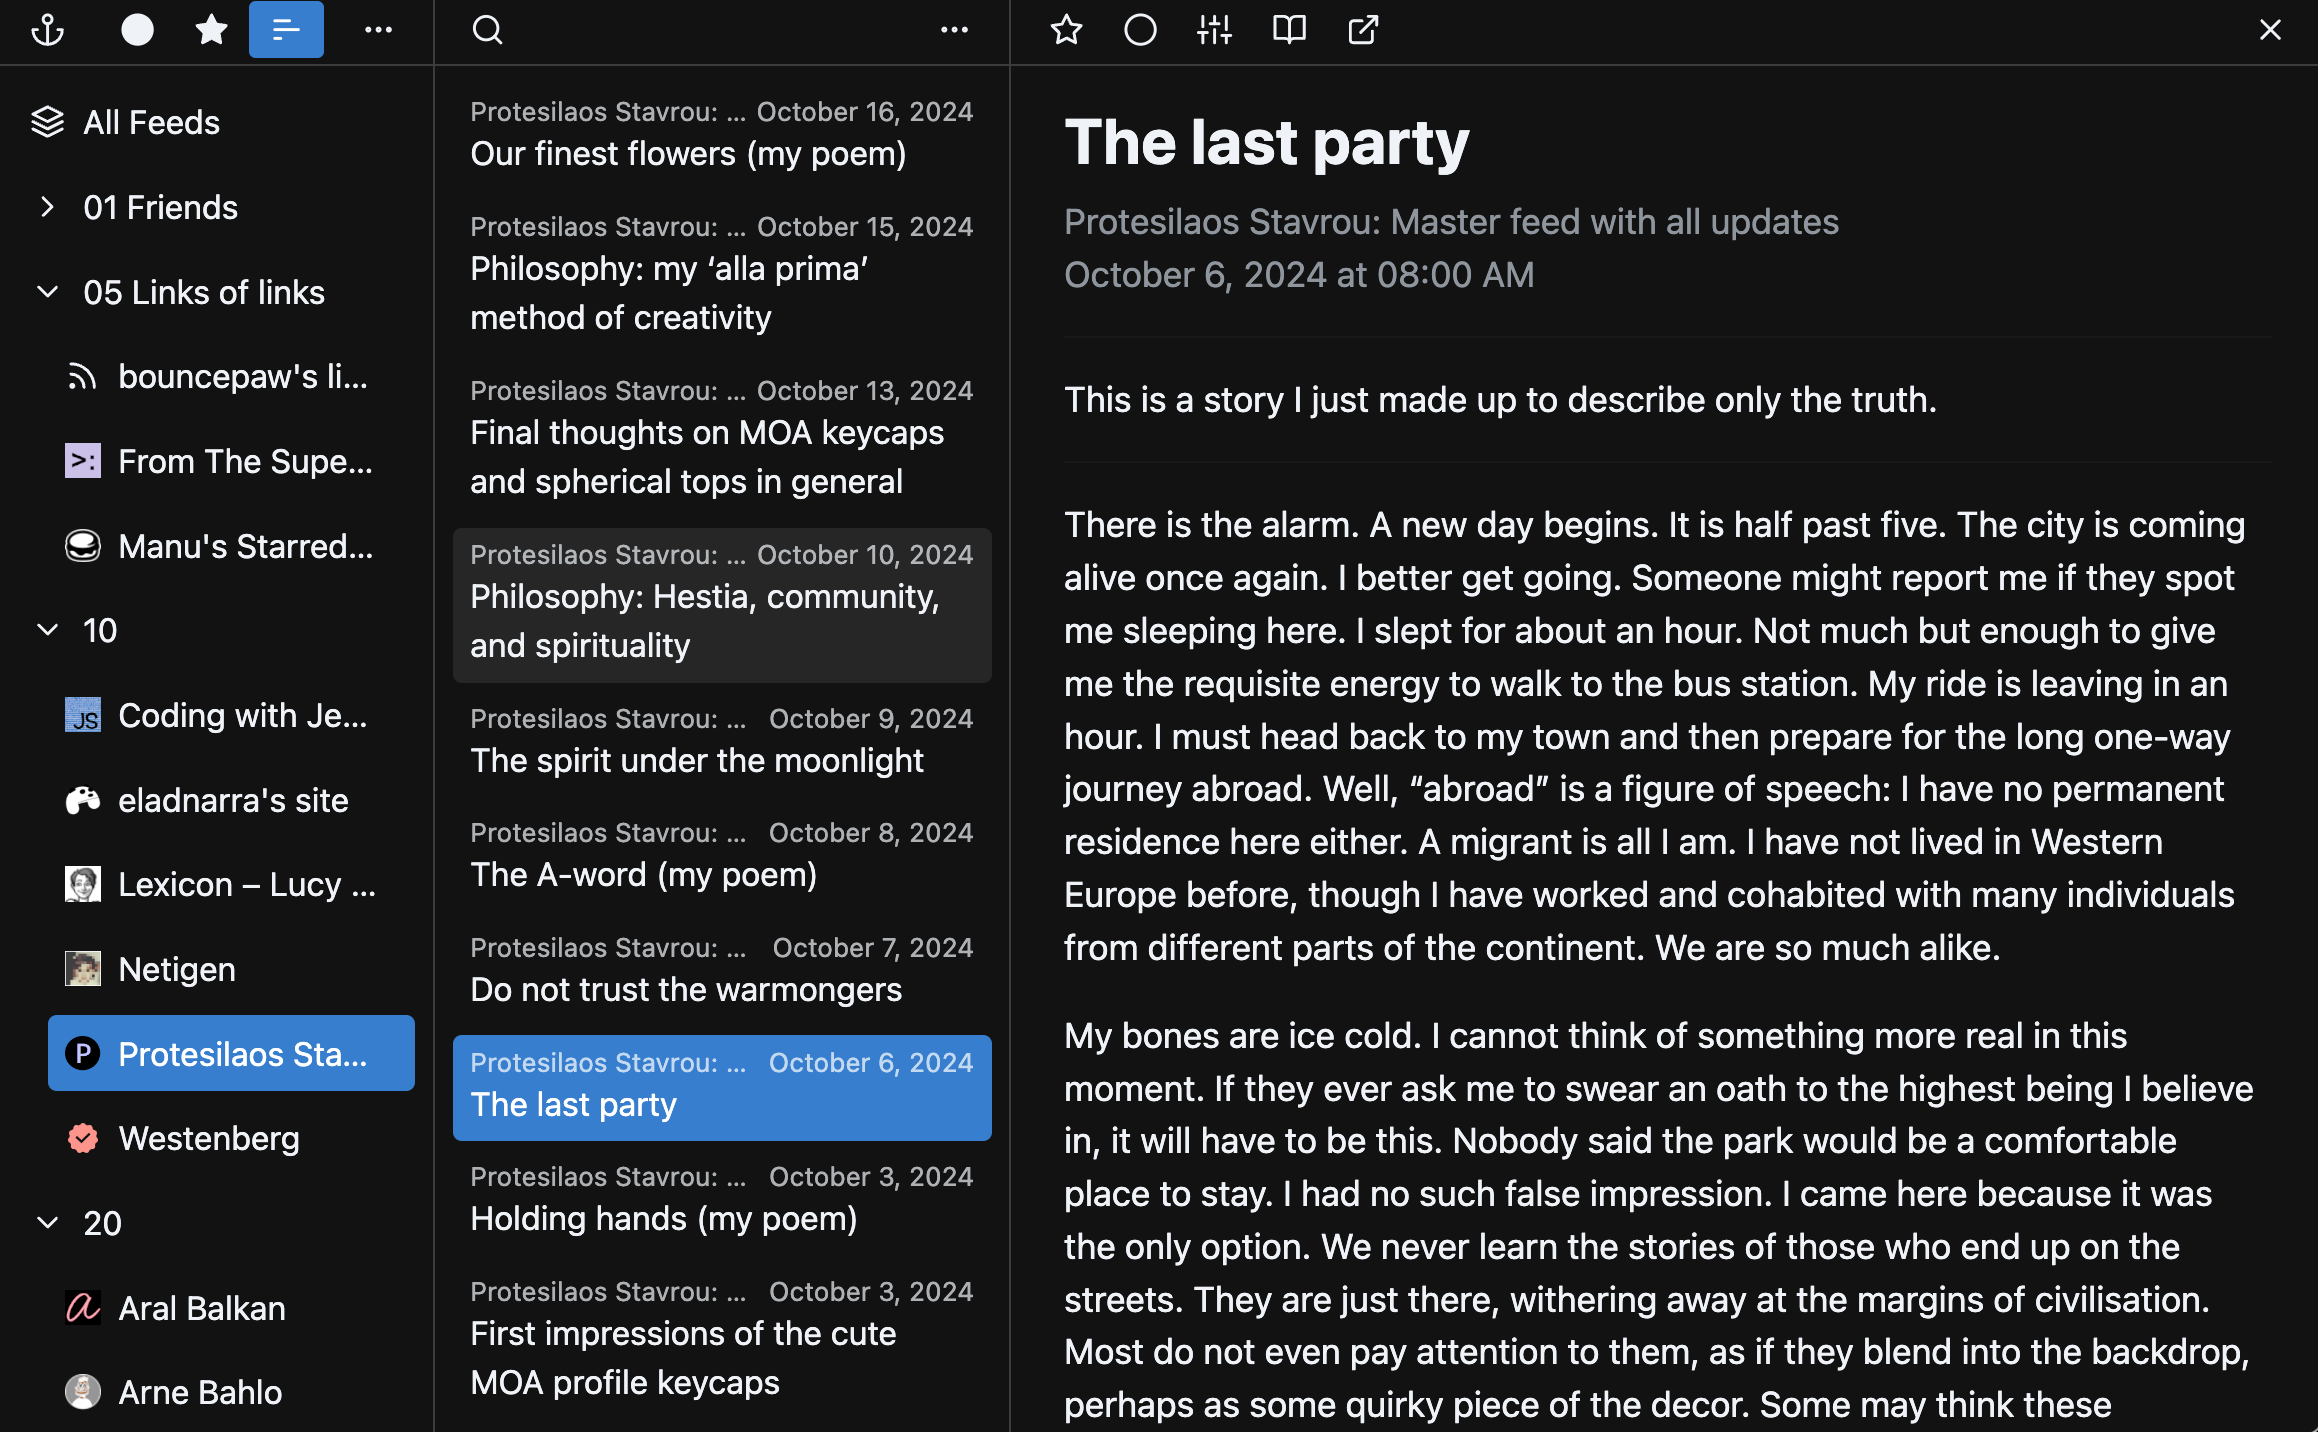 All Feeds
01 Friends
05 Links of links
bouncepaw's li...
>:
From The Supe...
Manu's Starred...
10
JS
Coding with Je...
eladnarra's site
Lexicon – Lucy ...
Netigen
P
Protesilaos Sta...
Westenberg
20
a
Aral Balkan
Arne Bahlo
Protesilaos Stavrou: ... October 16, 2024
Our finest flowers (my poem)
Protesilaos Stavrou: ... October 15, 2024
Philosophy: my ‘alla prima’
method of creativity
Protesilaos Stavrou: ... October 13, 2024
Final thoughts on MOA keycaps
and spherical tops in general
Protesilaos Stavrou: ... October 10, 2024
Philosophy: Hestia, community,
and spirituality
Protesilaos Stavrou: ... October 9, 2024
The spirit under the moonlight
Protesilaos Stavrou: ... October 8, 2024
The A-word (my poem)
Protesilaos Stavrou: ... October 7, 2024
Do not trust the warmongers
Protesilaos Stavrou: ... October 6, 2024
The last party
Protesilaos Stavrou: ... October 3, 2024
Holding hands (my poem)
Protesilaos Stavrou: ... October 3, 2024
First impressions of the cute
MOA profile keycaps
The last party
Protesilaos Stavrou: Master feed with all updates
October 6, 2024 at 08:00 AM
This is a story I just made up to describe only the truth.
There is the alarm. A new day begins. It is half past five. The city is coming
alive once again. I better get going. Someone might report me if they spot
me sleeping here. I slept for about an hour. Not much but enough to give
me the requisite energy to walk to the bus station. My ride is leaving in an
hour. I must head back to my town and then prepare for the long one-way
journey abroad. Well, “abroad” is a figure of speech: I have no permanent
residence here either. A migrant is all I am. I have not lived in Western
Europe before, though I have worked and cohabited with many individuals
from different parts of the continent. We are so much alike.
My bones are ice cold. I cannot think of something more real in this
moment. If they ever ask me to swear an oath to the highest being I believe
in, it will have to be this. Nobody said the park would be a comfortable
place to stay. I had no such false impression. I came here because it was
the only option. We never learn the stories of those who end up on the
streets. They are just there, withering away at the margins of civilisation.
Most do not even pay attention to them, as if they blend into the backdrop,
perhaps as some quirky piece of the decor. Some may think these